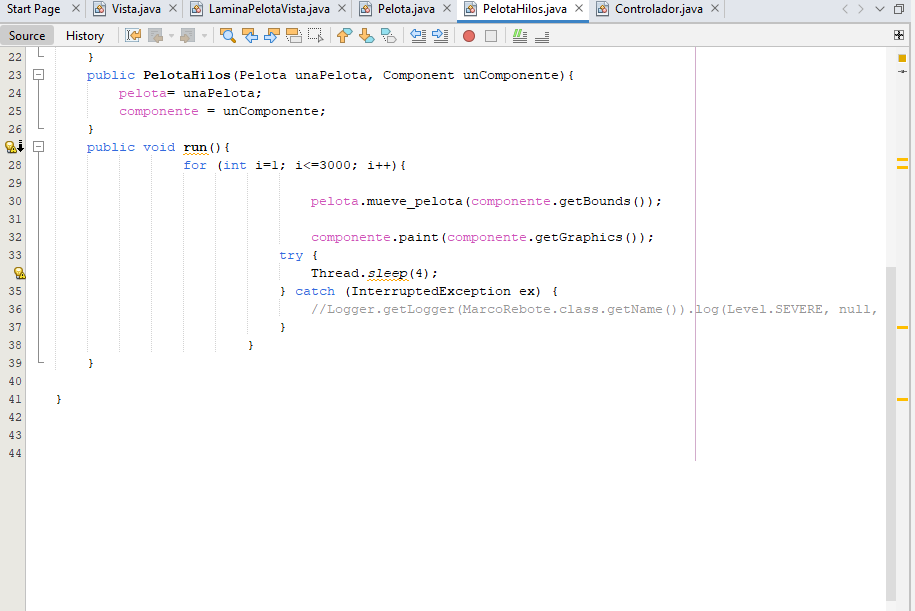 Start Page Vista.java LaminaPelotaVista.java Pelota.java PelotaHilos.java Controlador.java
Source History
22 }
23 public PelotaHilos(Pelota unaPelota, Component unComponente){
24 pelota= unaPelota;
25 componente = unComponente;
26 }
public void run(){
28 for (int i=1; i<=3000; i++){
29
30 pelota.mueve_pelota(componente.getBounds());
31
32 componente.paint(componente.getGraphics());
33 try {
Thread.sleep(4);
35 } catch (InterruptedException ex) {
36 //Logger.getLogger(MarcoRebote.class.getName()).log(Level.SEVERE, null,
37 }
38 }
39 }
40
41 }
42
43
44